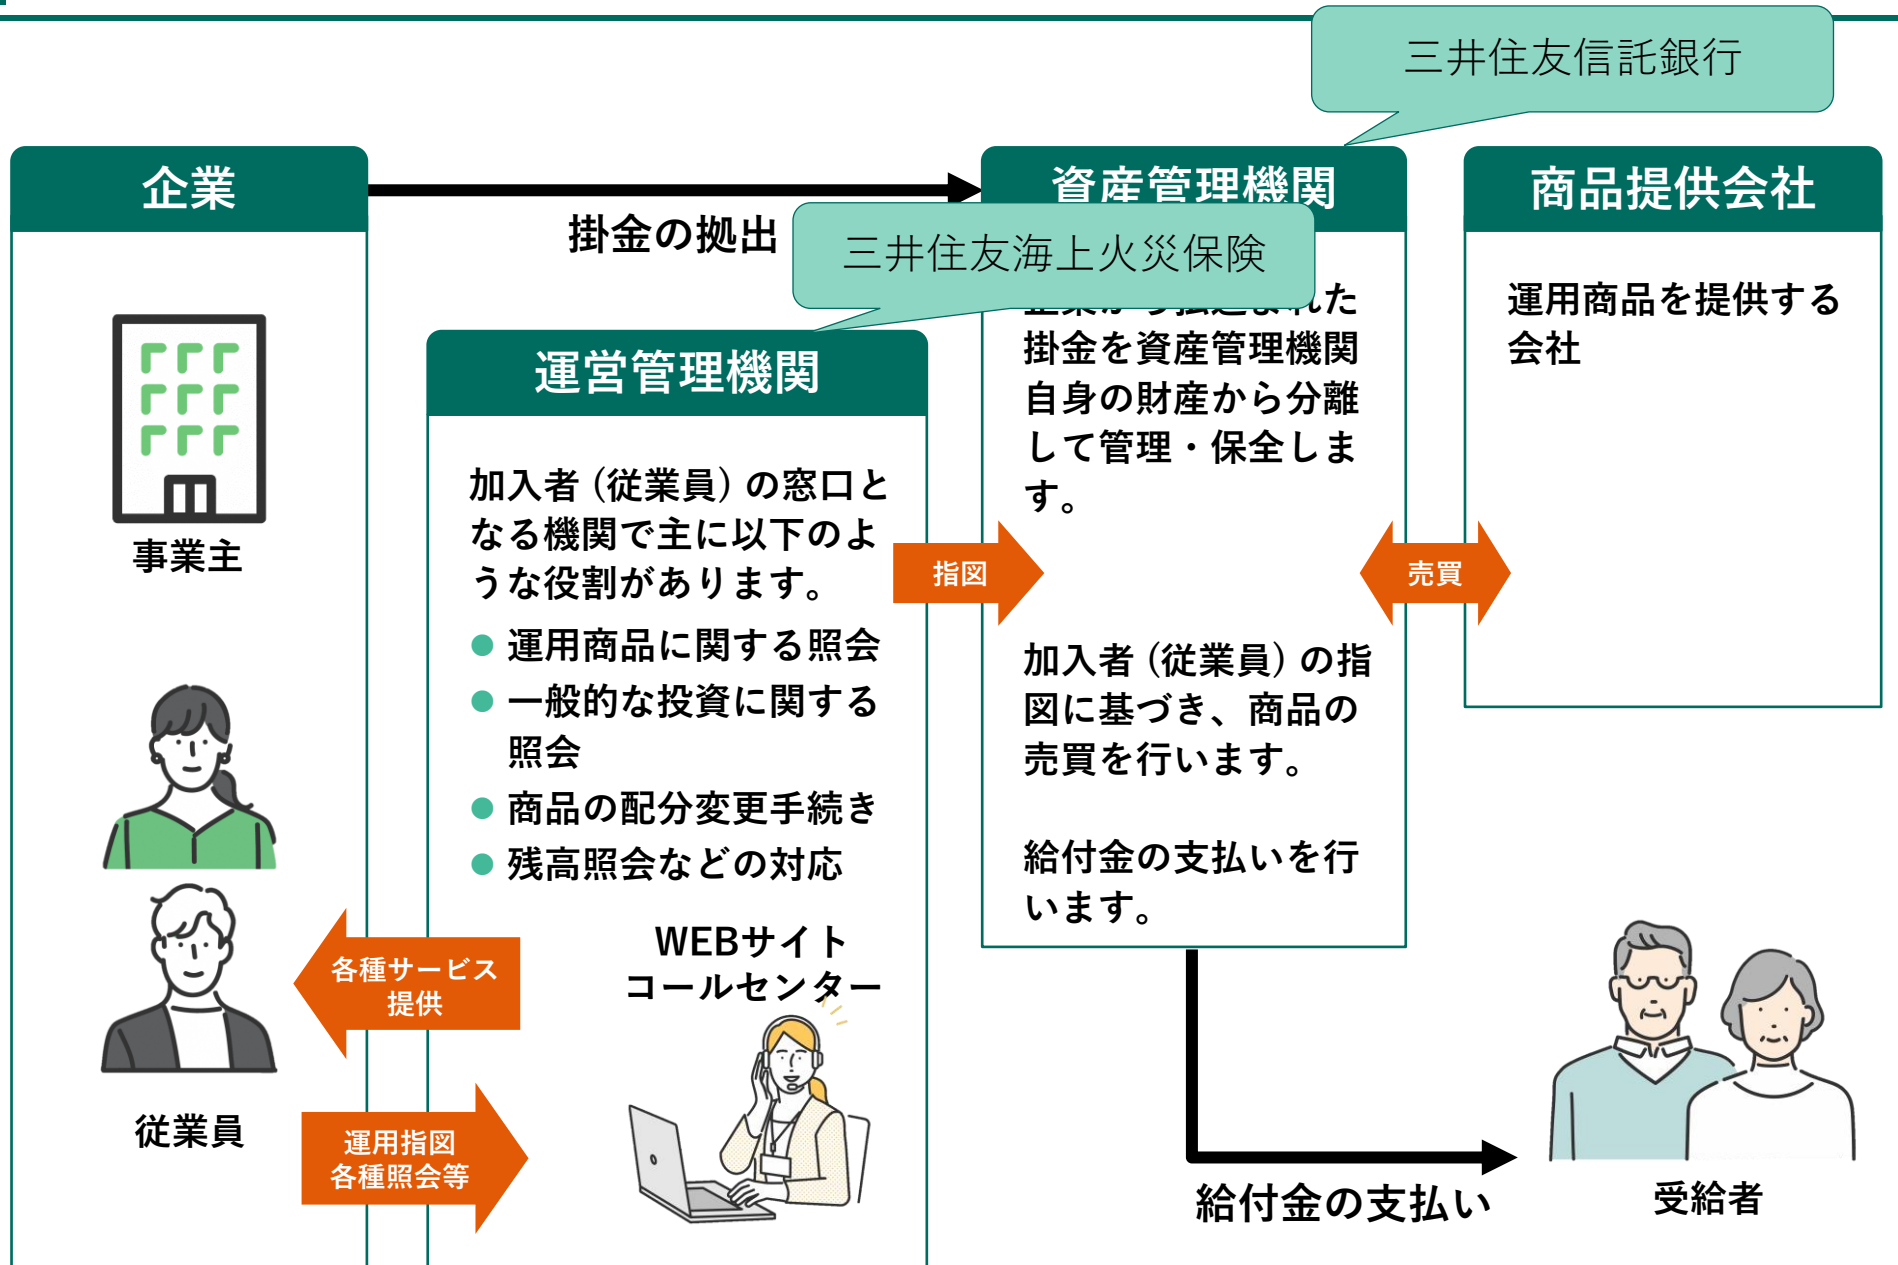 三井住友信託銀行
企業
資産管理機関
商品提供会社
掛金の拠出
三井住友海上火災保険
企業から払込まれた
掛金を資産管理機関
自身の財産から分離
して管理・保全しま
す。
運用商品を提供する
会社
運営管理機関
事業主
加入者(従業員)の窓口と
なる機関で主に以下のよ
うな役割があります。
● 運用商品に関する照会
● 一般的な投資に関する
照会
● 商品の配分変更手続き
● 残高照会などの対応
指図
売買
加入者(従業員)の指
図に基づき、商品の
売買を行います。
給付金の支払いを行
います。
WEBサイト
コールセンター
各種サービス
提供
従業員
運用指図
各種照会等
給付金の支払い
受給者